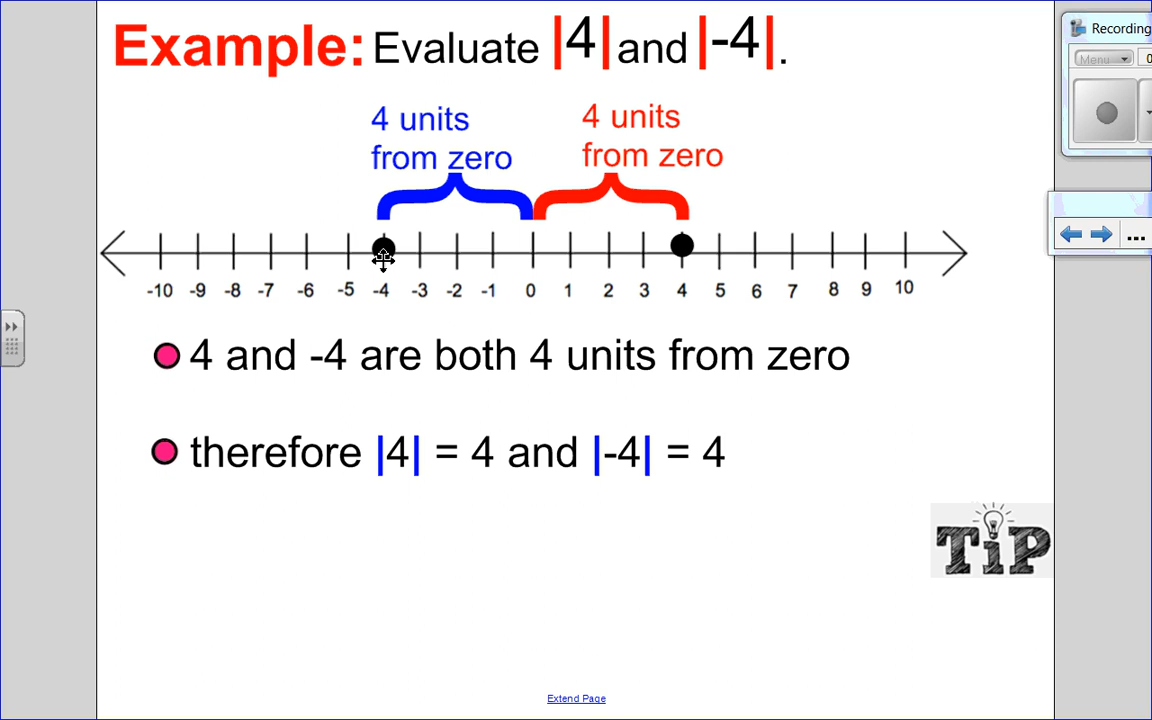 Example: Evaluate |4| and |-4|.
4 units
from zero
4 units
from zero
-10 -9 -8 -7 -6 -5 -4 -3 -2 -1 0 1 2 3 4 5 6 7 8 9 10
4 and -4 are both 4 units from zero
therefore |4| = 4 and |-4| = 4
TiP
Extend Page
Recording
Menu
0
...